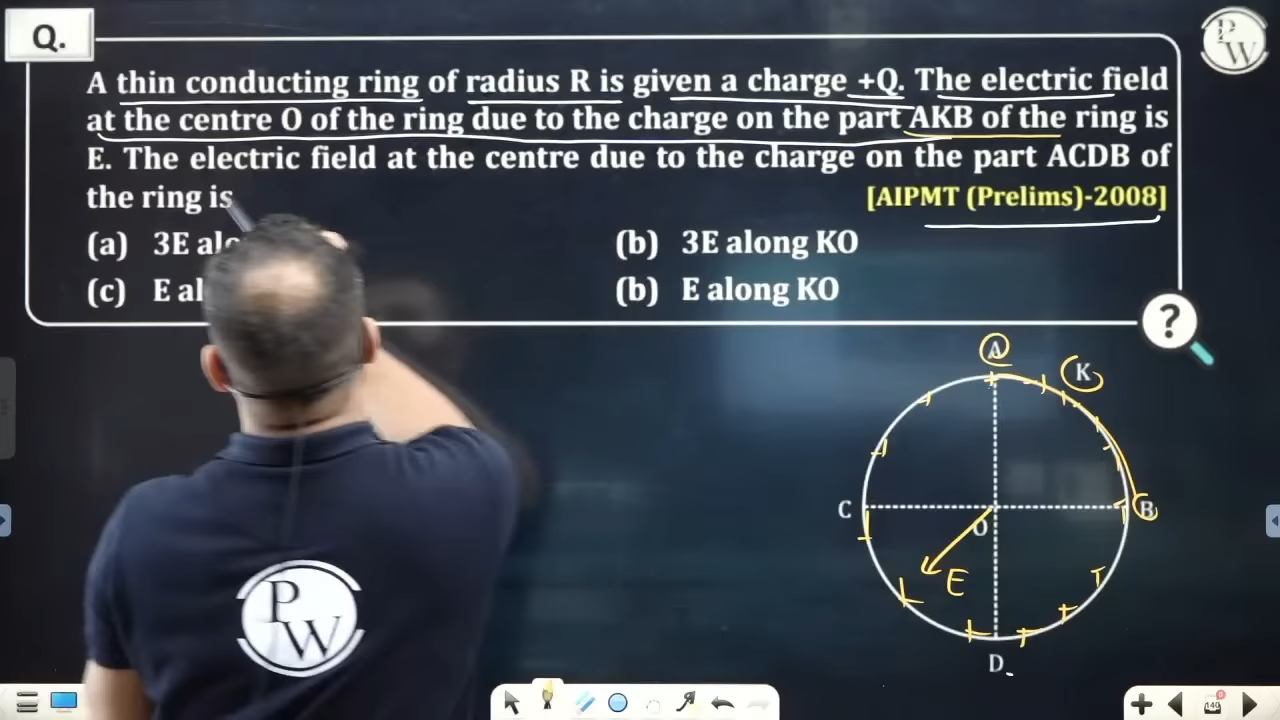 Q.
P
W
A thin conducting ring of radius R is given a charge +Q. The electric field
at the centre O of the ring due to the charge on the part AKB of the ring is
E. The electric field at the centre due to the charge on the part ACDB of
the ring is
[AIPMT (Prelims)-2008]
(a) 3E
(b) 3E along KO
(c) E
(b) E along KO
?
A
K
C
B
O
E
D
P
W